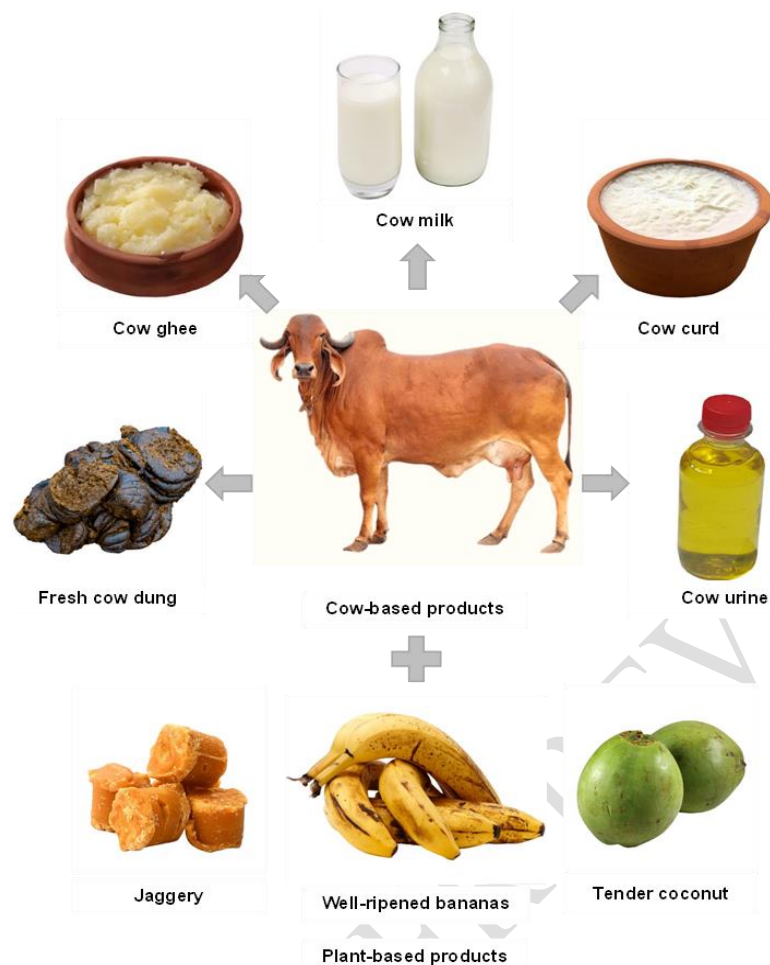 Cow milk
Cow ghee
Cow curd
Fresh cow dung
Cow-based products
Cow urine
Jaggery
Well-ripened bananas
Tender coconut
Plant-based products